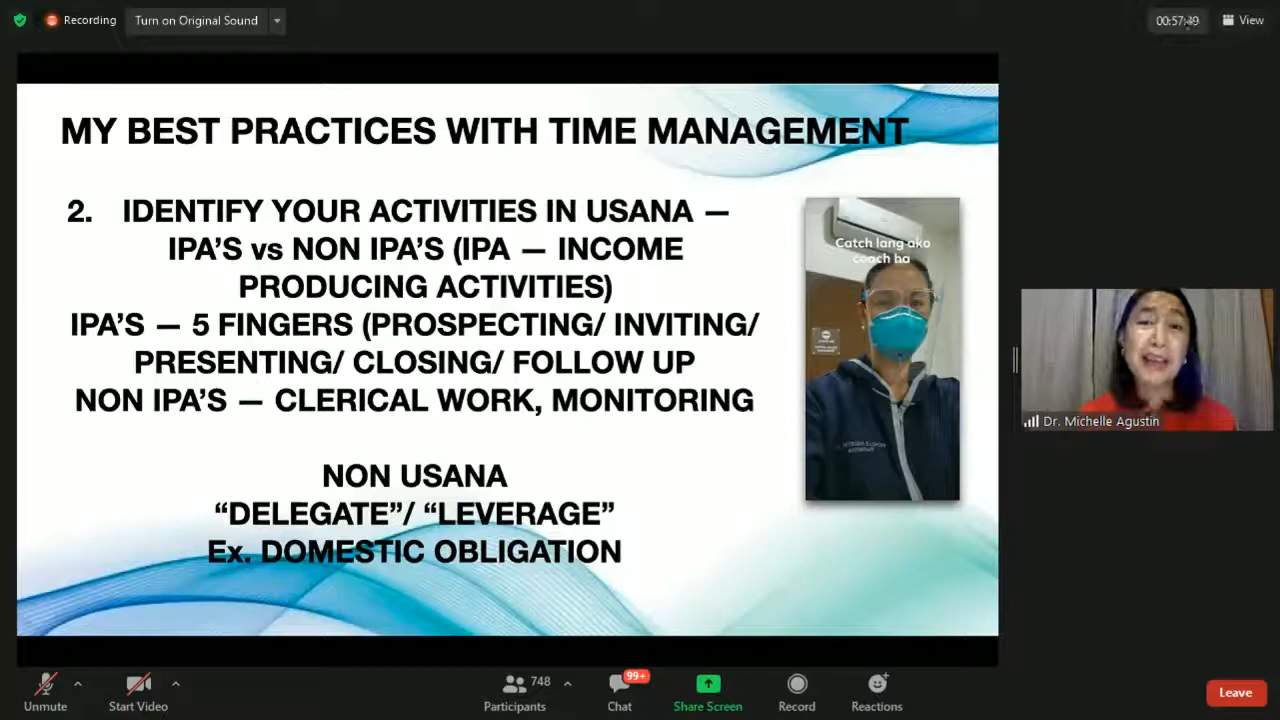 Recording
Turn on Original Sound
00:57:49
View
MY BEST PRACTICES WITH TIME MANAGEMENT
2. IDENTIFY YOUR ACTIVITIES IN USANA —
IPA'S vs NON IPA'S (IPA — INCOME
PRODUCING ACTIVITIES)
IPA'S — 5 FINGERS (PROSPECTING/ INVITING/
PRESENTING/ CLOSING/ FOLLOW UP
NON IPA'S — CLERICAL WORK, MONITORING
NON USANA
“DELEGATE”/ “LEVERAGE”
Ex. DOMESTIC OBLIGATION
Catch lang ako
coach ha
Dr. Michelle Agustin
Unmute
Start Video
748
Participants
99+
Chat
Share Screen
Record
Reactions
Leave